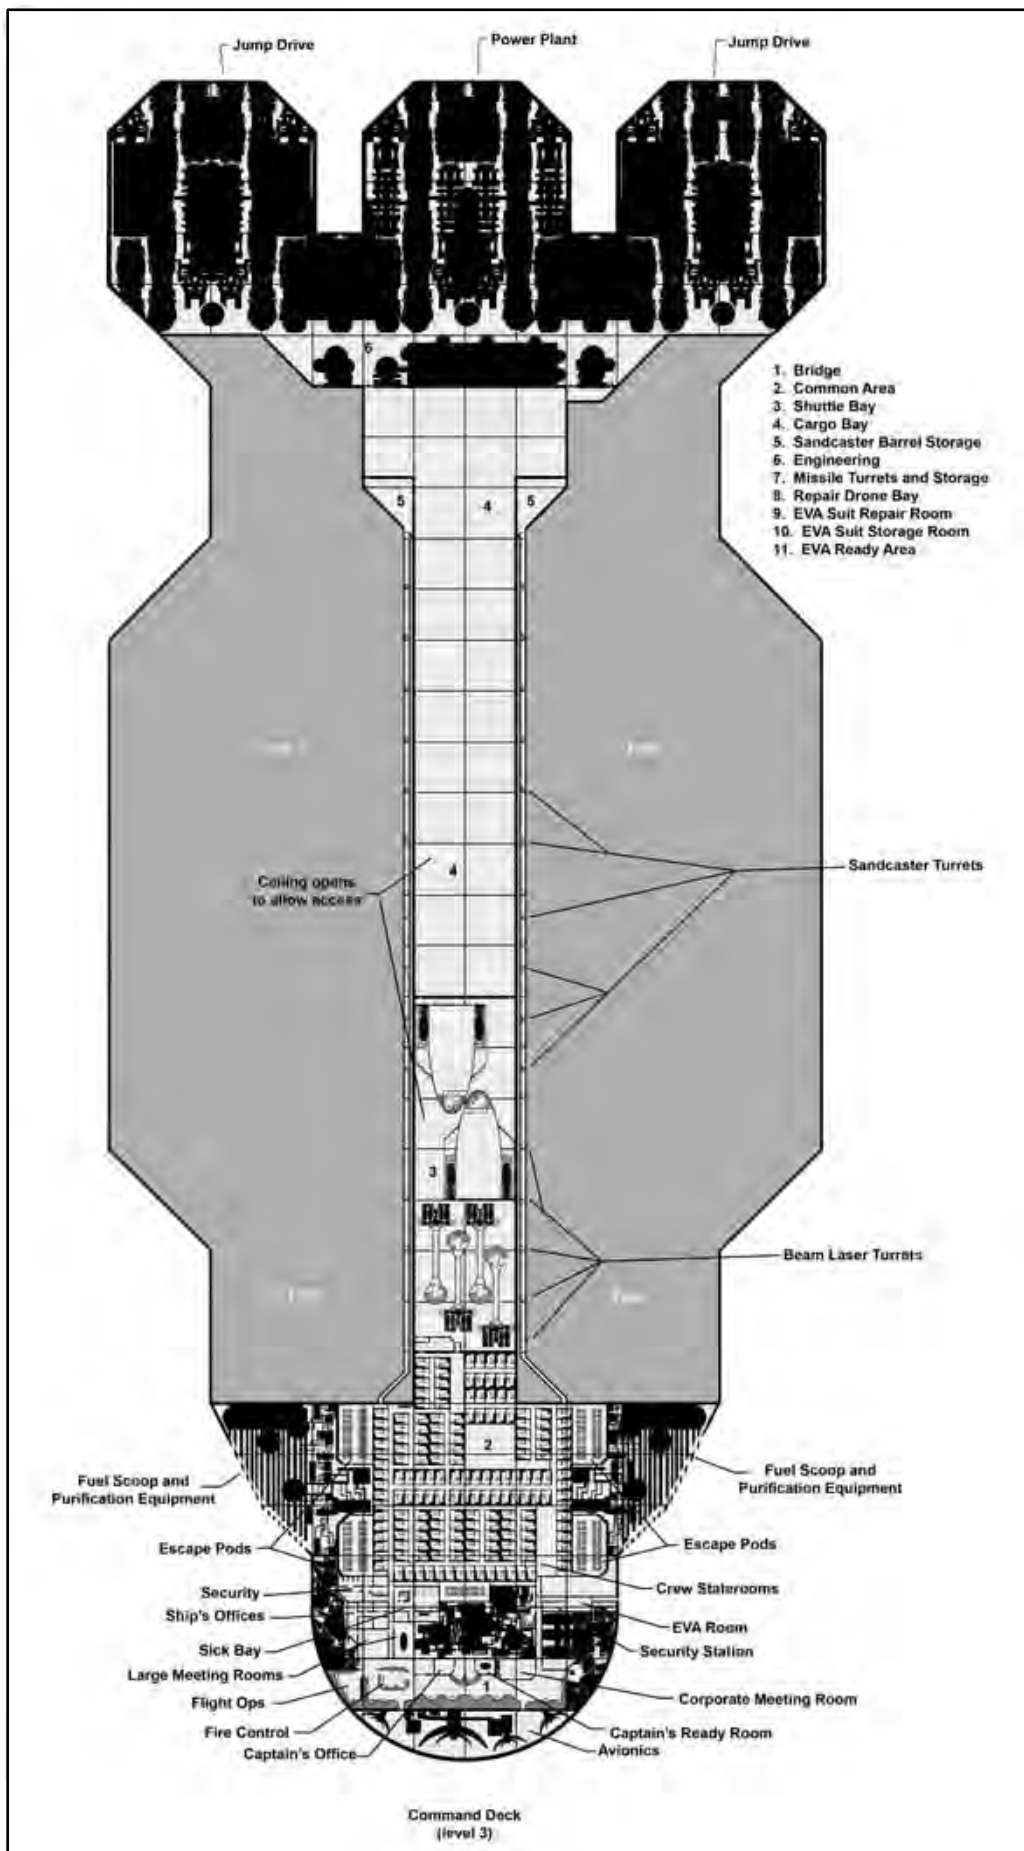 Jump Drive
Power Plant
Jump Drive
6
1. Bridge
2. Common Area
3. Shuttle Bay
4. Cargo Bay
5. Sandcaster Barrel Storage
6. Engineering
7. Missile Turrets and Storage
8. Repair Drone Bay
9. EVA Suit Repair Room
10. EVA Suit Storage Room
11. EVA Ready Area
5
4
5
Sandcaster Turrets
4
Ceiling opens
to allow access
3
Beam Laser Turrets
2
Fuel Scoop and
Purification Equipment
Fuel Scoop and
Purification Equipment
Escape Pods
Escape Pods
Security
Crew Staterooms
Ship's Offices
EVA Room
Sick Bay
Security Station
Large Meeting Rooms
1
Flight Ops
Corporate Meeting Room
Fire Control
Captain's Ready Room
Captain's Office
Avionics
Command Deck
(level 3)